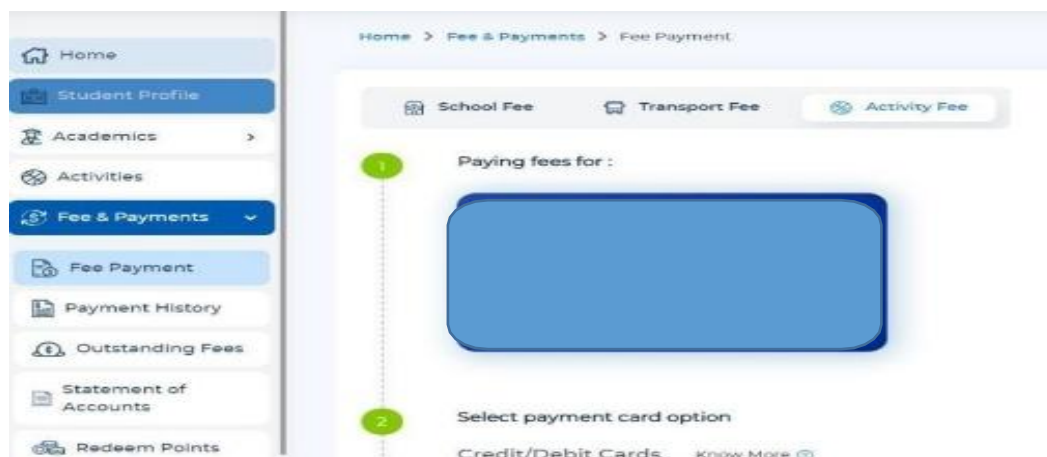 Home
Student Profile
Academics
Activities
Fee & Payments
Fee Payment
Payment History
Outstanding Fees
Statement of
Accounts
Redeem Points
Home > Fee & Payments > Fee Payment
School Fee
Transport Fee
Activity Fee
1
Paying fees for :
2
Select payment card option
Credit/Debit Cards
Know More